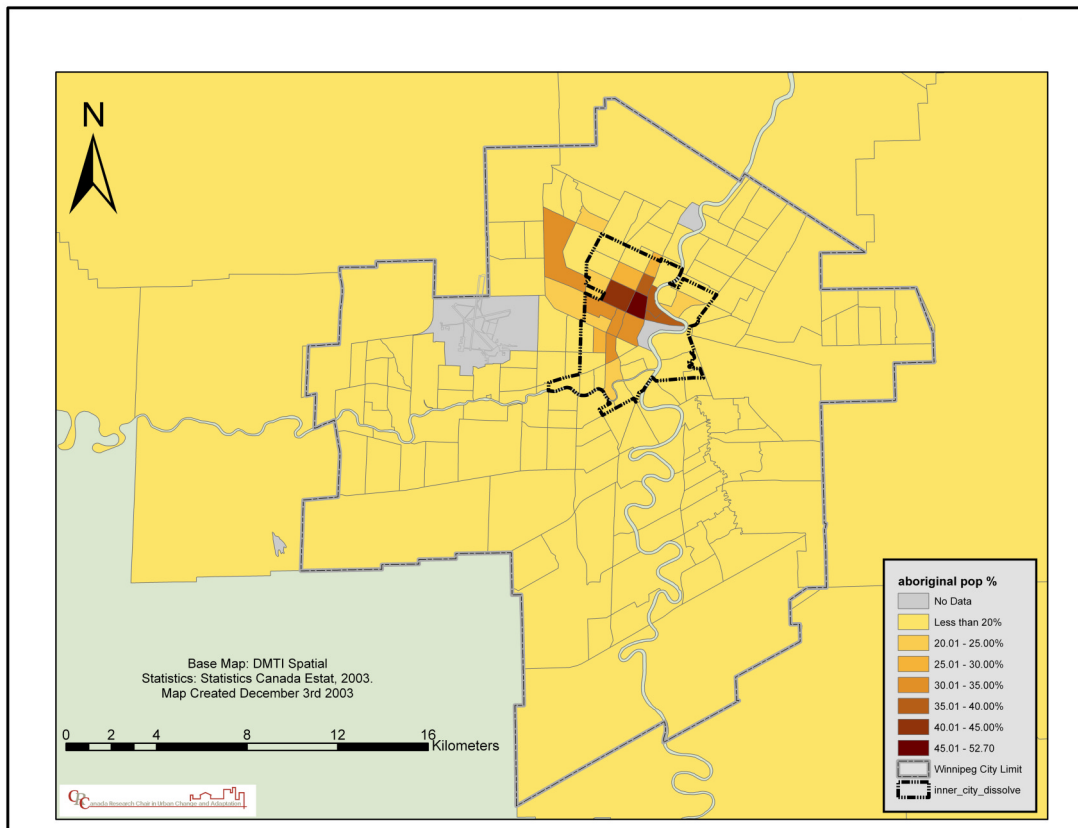 N
aboriginal pop %
No Data
Less than 20%
20.01 - 25.00%
25.01 - 30.00%
30.01 - 35.00%
35.01 - 40.00%
40.01 - 45.00%
45.01 - 52.70
Winnipeg City Limit
inner_city_dissolve
Base Map: DMTI Spatial
Statistics: Statistics Canada Estat, 2003.
Map Created December 3rd 2003
0 2 4 8 12 16
Kilometers
Canada Research Chair in Urban Change and Adaptation